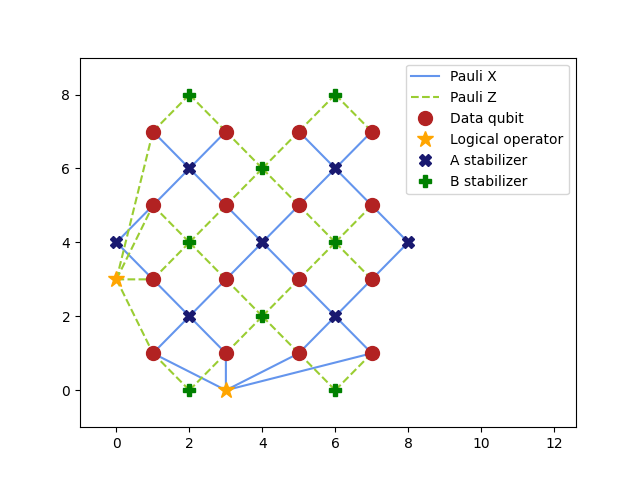 Pauli X
Pauli Z
Data qubit
Logical operator
A stabilizer
B stabilizer
8
6
4
2
0
0 2 4 6 8 10 12